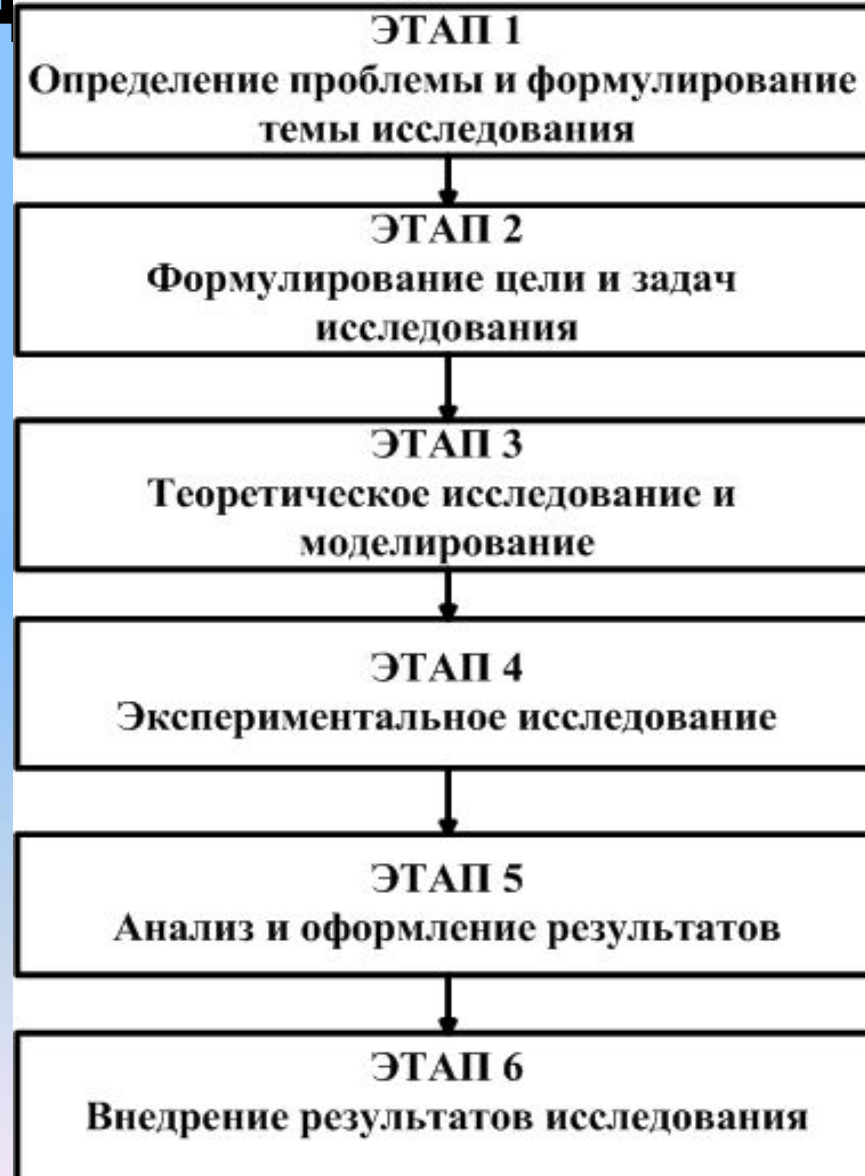 ЭТАП 1
Определение проблемы и формулирование
темы исследования
ЭТАП 2
Формулирование цели и задач
исследования
ЭТАП 3
Теоретическое исследование и
моделирование
ЭТАП 4
Экспериментальное исследование
ЭТАП 5
Анализ и оформление результатов
ЭТАП 6
Внедрение результатов исследования